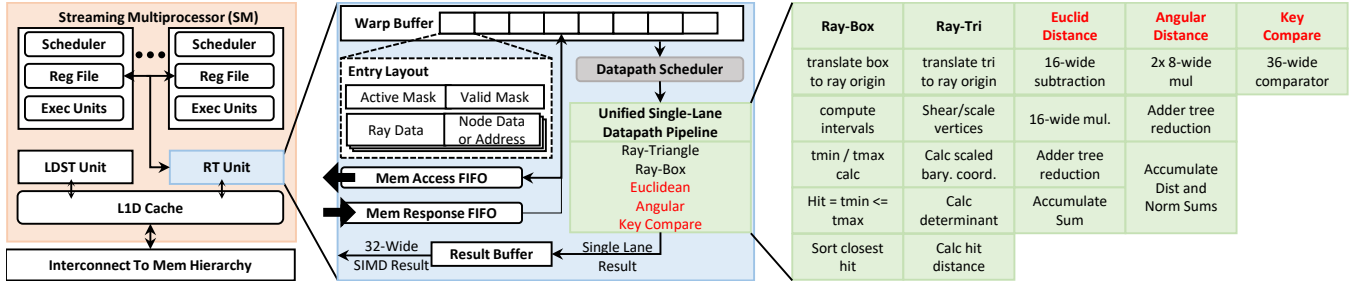 Streaming Multiprocessor (SM)
Scheduler
Reg File
Exec Units
Scheduler
Reg File
Exec Units
LDST Unit
RT Unit
L1D Cache
Interconnect To Mem Hierarchy
Warp Buffer
Entry Layout
Active Mask
Valid Mask
Ray Data
Node Data
or Address
Datapath Scheduler
Unified Single-Lane
Datapath Pipeline
Ray-Triangle
Ray-Box
Euclidean
Angular
Key Compare
Mem Access FIFO
Mem Response FIFO
32-Wide
SIMD Result
Result Buffer
Single Lane
Result
Ray-Box
Ray-Tri
Euclid
Distance
Angular
Distance
Key
Compare
translate box
to ray origin
translate tri
to ray origin
16-wide
subtraction
2x 8-wide
mul
36-wide
comparator
compute
intervals
Shear/scale
vertices
16-wide mul.
Adder tree
reduction
tmin / tmax
calc
Calc scaled
bary. coord.
Adder tree
reduction
Accumulate
Dist and
Norm Sums
Hit = tmin <=
tmax
Calc
determinant
Accumulate
Sum
Sort closest
hit
Calc hit
distance